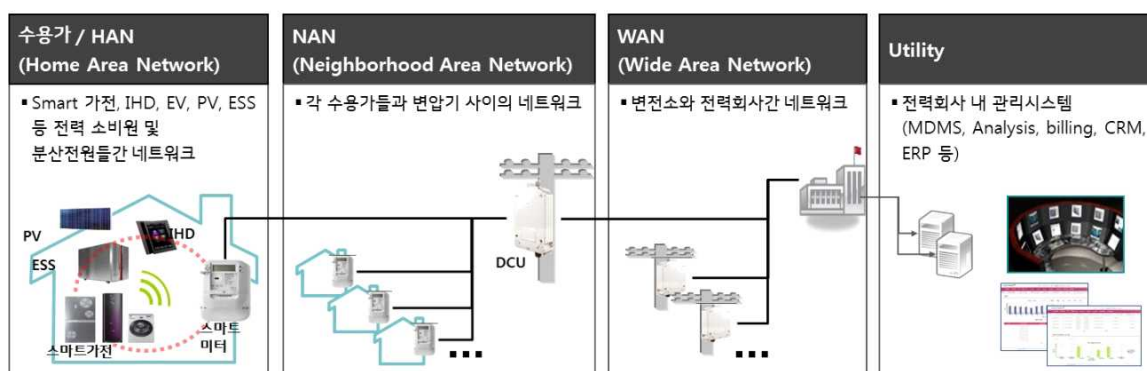 수용가 / HAN
(Home Area Network)
▪ Smart 가전, IHD, EV, PV, ESS
등 전력 소비원 및
분산전원들간 네트워크
PV
IHD
ESS
스마트가전
스마트
미터
NAN
(Neighborhood Area Network)
▪ 각 수용가들과 변압기 사이의 네트워크
DCU
...
WAN
(Wide Area Network)
▪ 변전소와 전력회사간 네트워크
...
Utility
▪ 전력회사 내 관리시스템
(MDMS, Analysis, billing, CRM,
ERP 등)